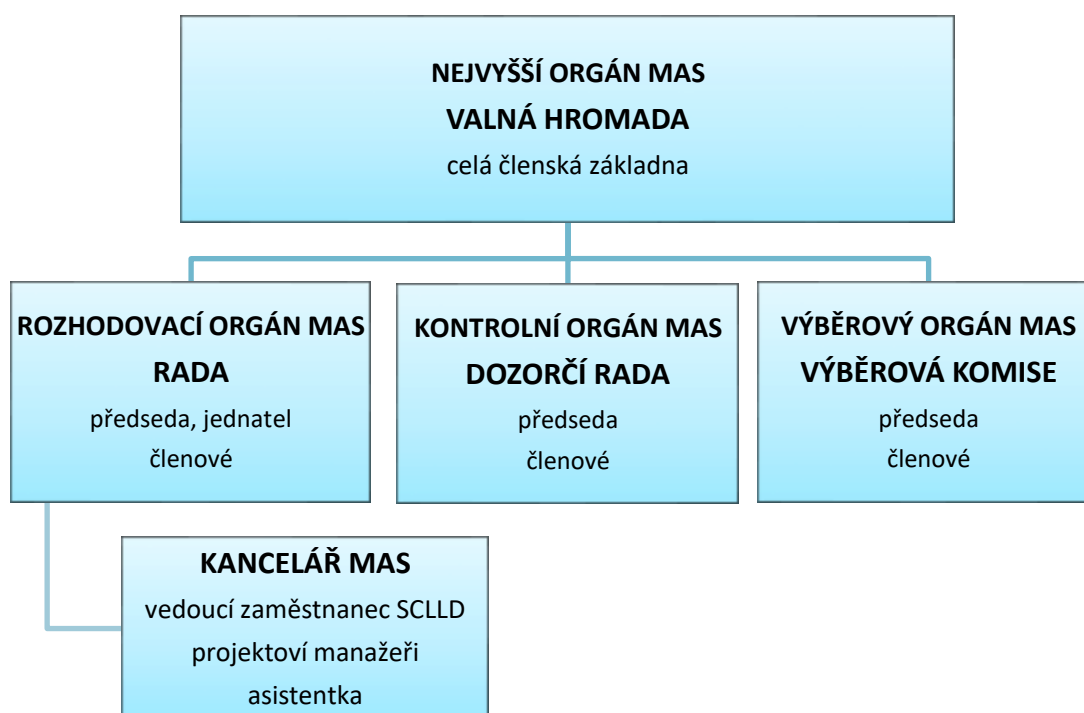 NEJVYŠŠÍ ORGÁN MAS
VALNÁ HROMADA
celá členská základna
ROZHODOVACÍ ORGÁN MAS
RADA
předseda, jednatel
členové
KONTROLNÍ ORGÁN MAS
DOZORČÍ RADA
předseda
členové
VÝBĚROVÝ ORGÁN MAS
VÝBĚROVÁ KOMISE
předseda
členové
KANCELÁŘ MAS
vedoucí zaměstnanec SCLLD
projektoví manažeři
asistentka